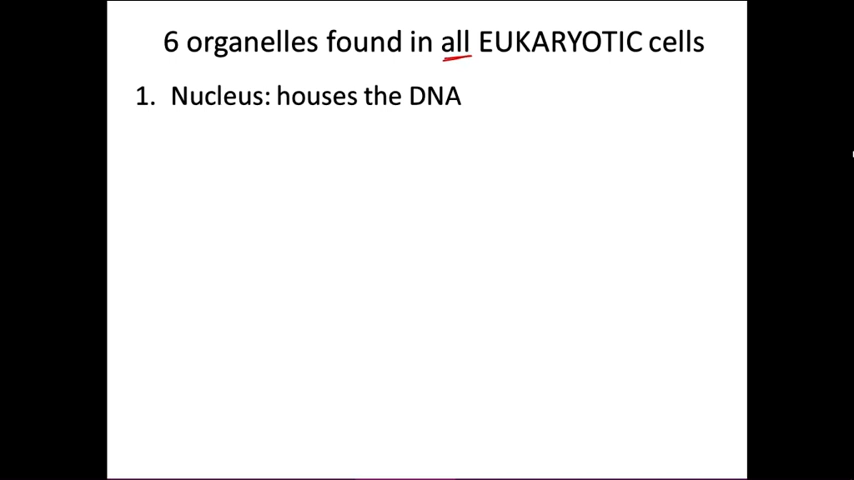 6 organelles found in all EUKARYOTIC cells
1. Nucleus: houses the DNA